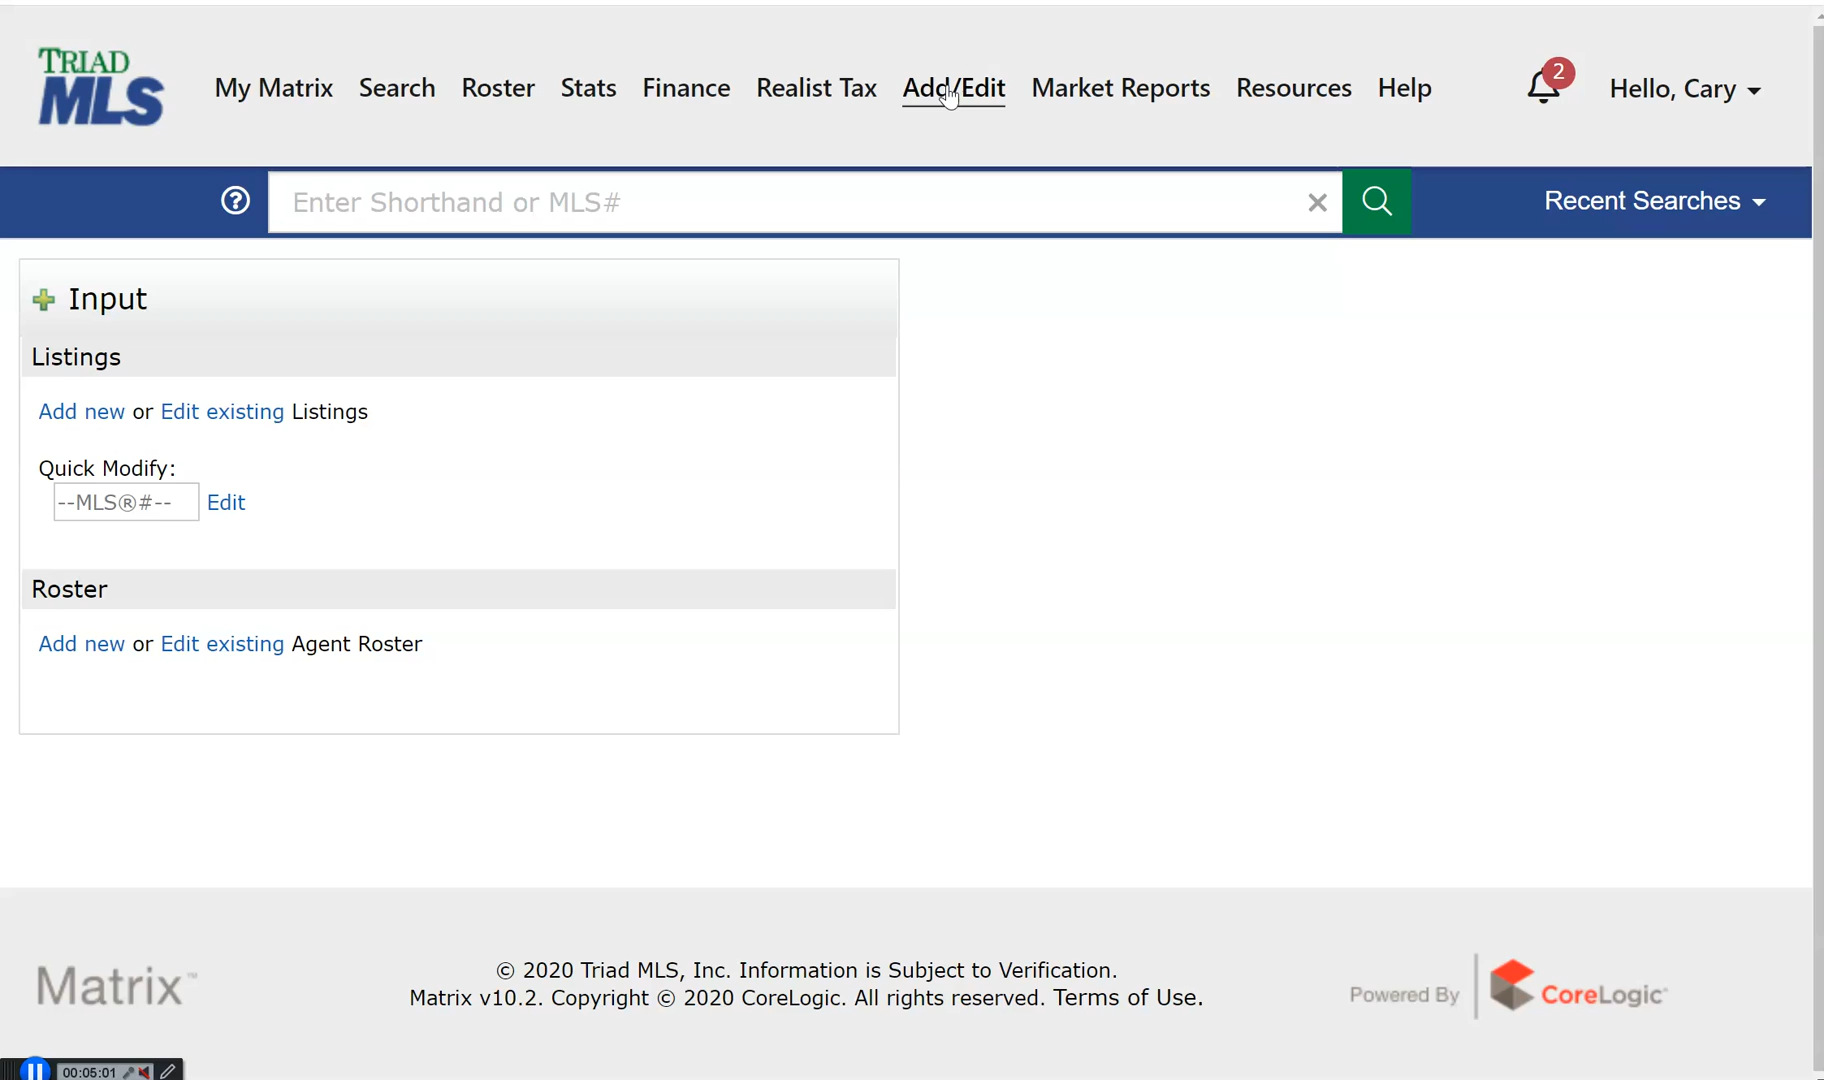 TRIAD
MLS
My Matrix Search Roster Stats Finance Realist Tax Add/Edit Market Reports Resources Help 2 Hello, Cary
? Enter Shorthand or MLS# Recent Searches
Input
Listings
Add new or Edit existing Listings
Quick Modify:
--MLS®#-- Edit
Roster
Add new or Edit existing Agent Roster
Matrix™
© 2020 Triad MLS, Inc. Information is Subject to Verification.
Matrix v10.2. Copyright © 2020 CoreLogic. All rights reserved. Terms of Use.
Powered By CoreLogic
00:05:01